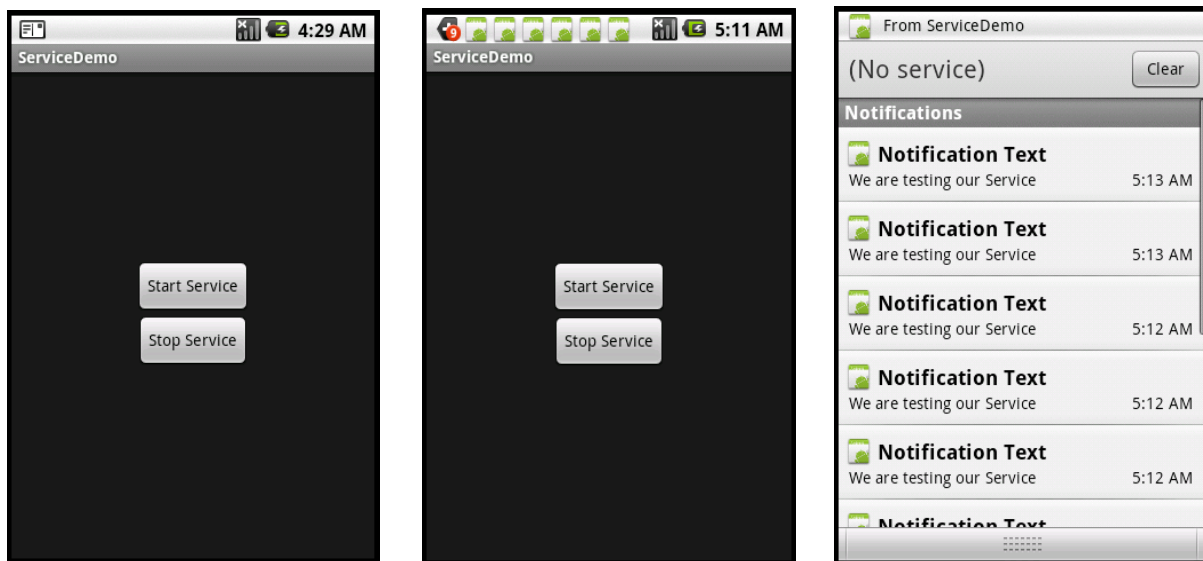 4:29 AM
ServiceDemo
Start Service
Stop Service
9
5:11 AM
ServiceDemo
Start Service
Stop Service
From ServiceDemo
(No service)
Clear
Notifications
Notification Text
We are testing our Service 5:13 AM
Notification Text
We are testing our Service 5:13 AM
Notification Text
We are testing our Service 5:12 AM
Notification Text
We are testing our Service 5:12 AM
Notification Text
We are testing our Service 5:12 AM
Notification Text